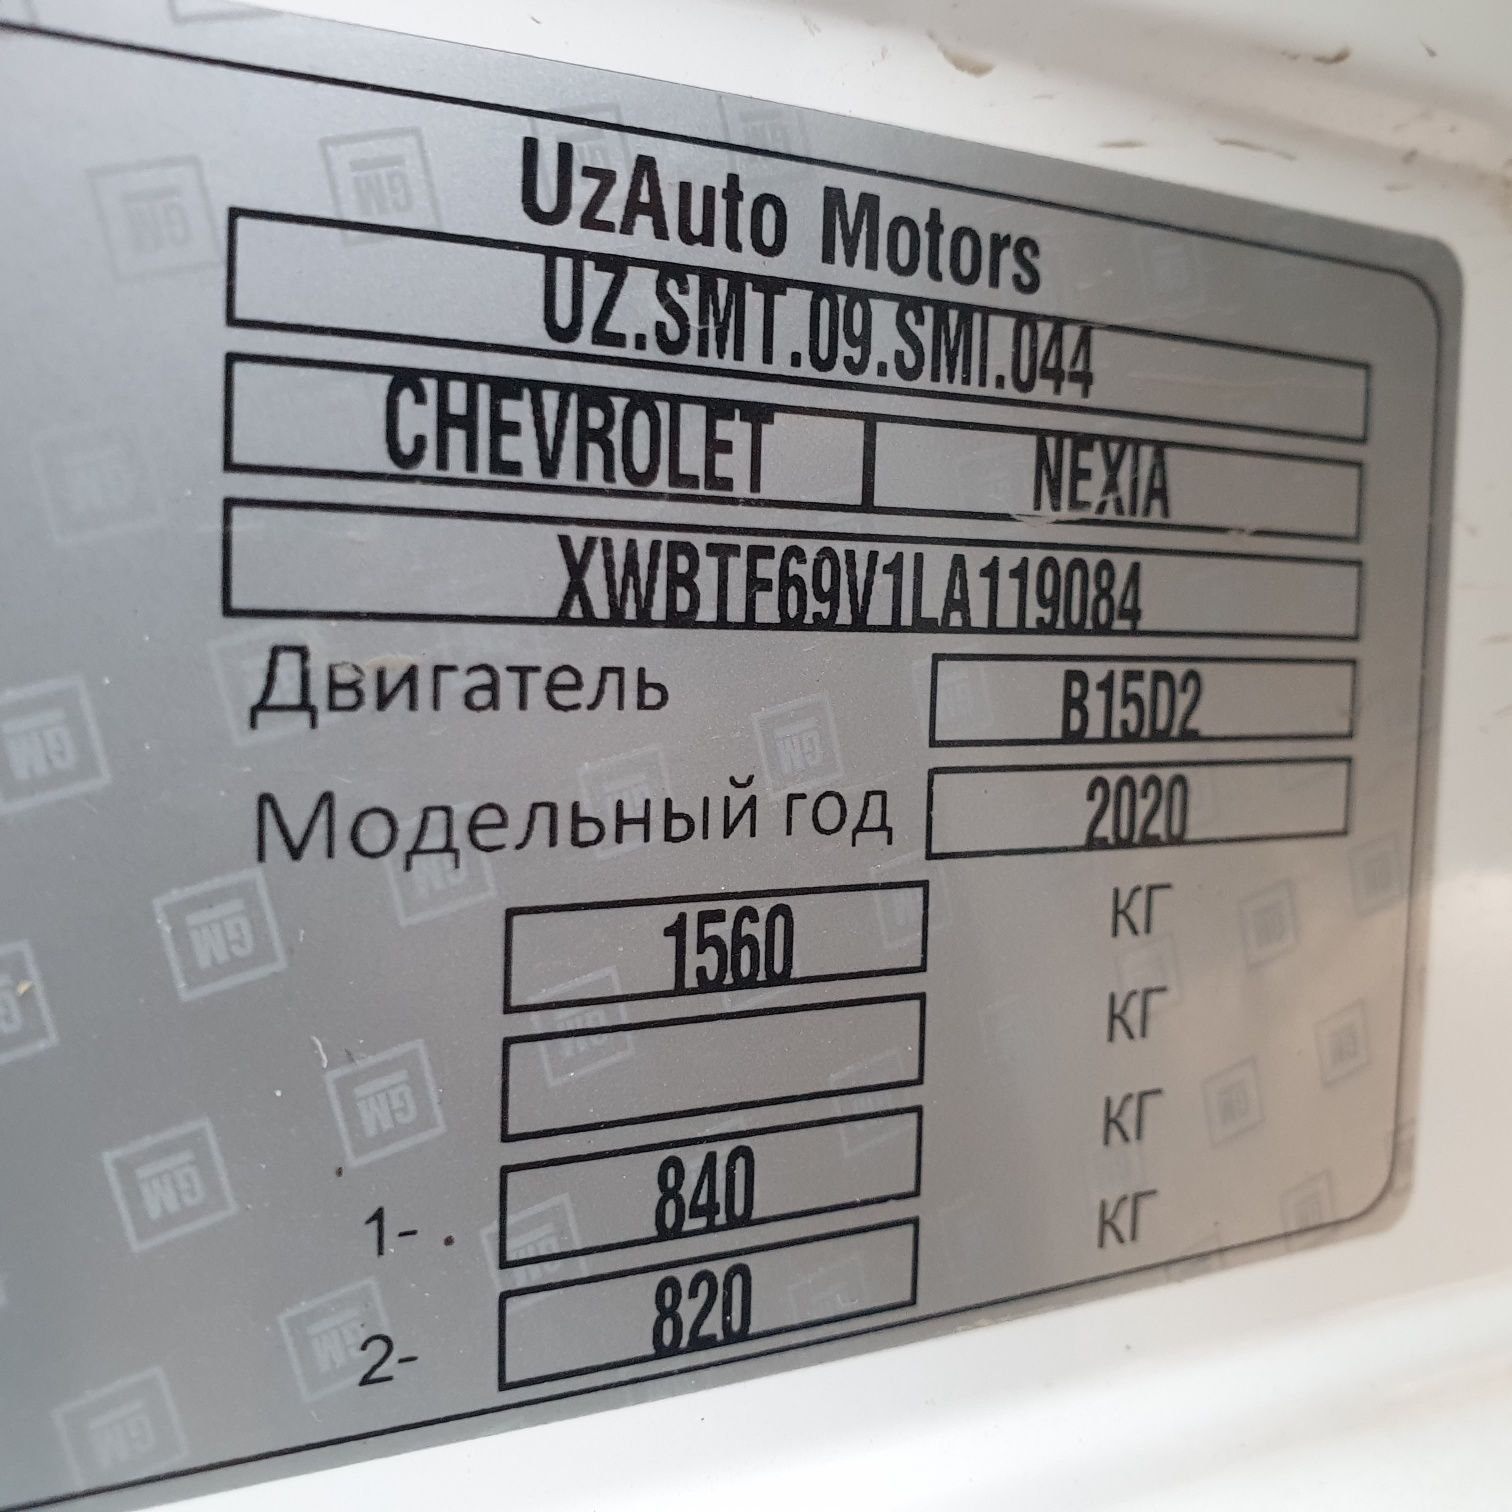 UzAuto Motors
UZ.SMT.09.SMI.044
CHEVROLET NEXIA
XWBTF69V1LA119084
Двигатель B15D2
Модельный год 2020
1560 КГ
КГ
1- 840 КГ
2- 820 КГ